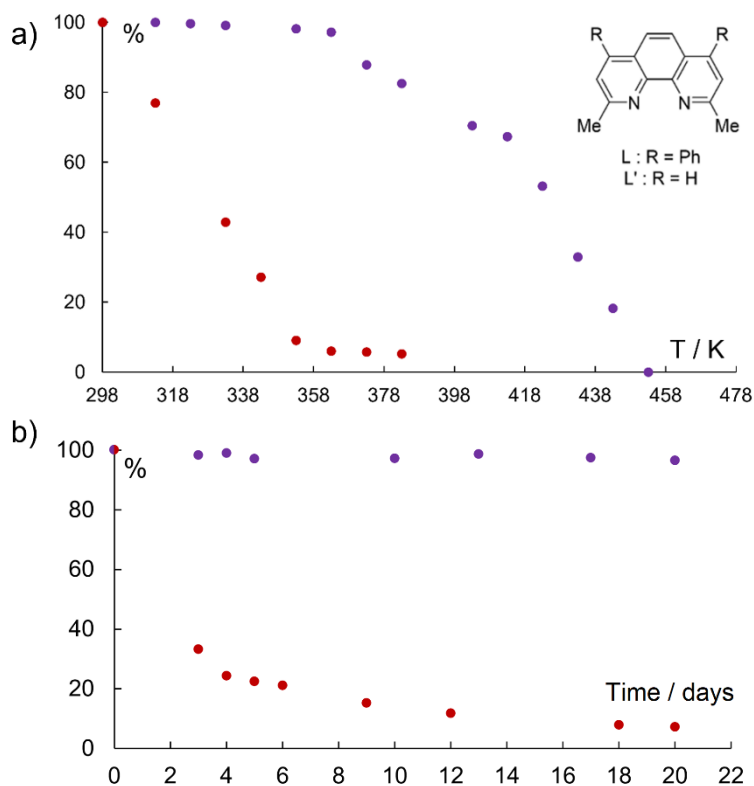 a)
%
100
80
60
40
20
0
298 318 338 358 378 398 418 438 458 478
T / K
R R
N N
Me Me
L : R = Ph
L' : R = H
b)
%
100
80
60
40
20
0
0 2 4 6 8 10 12 14 16 18 20 22
Time / days